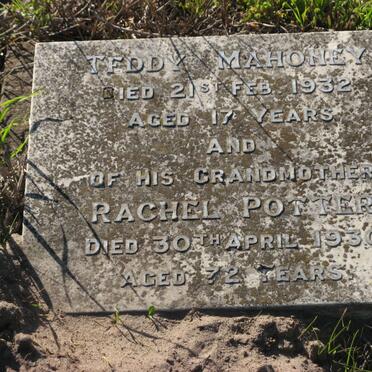 TEDDY MAHONEY
DIED 21ST FEB. 1932
AGED 17 YEARS
AND
OF HIS GRANDMOTHER
RACHEL POTTER
DIED 30TH APRIL
AGED 72 YEARS